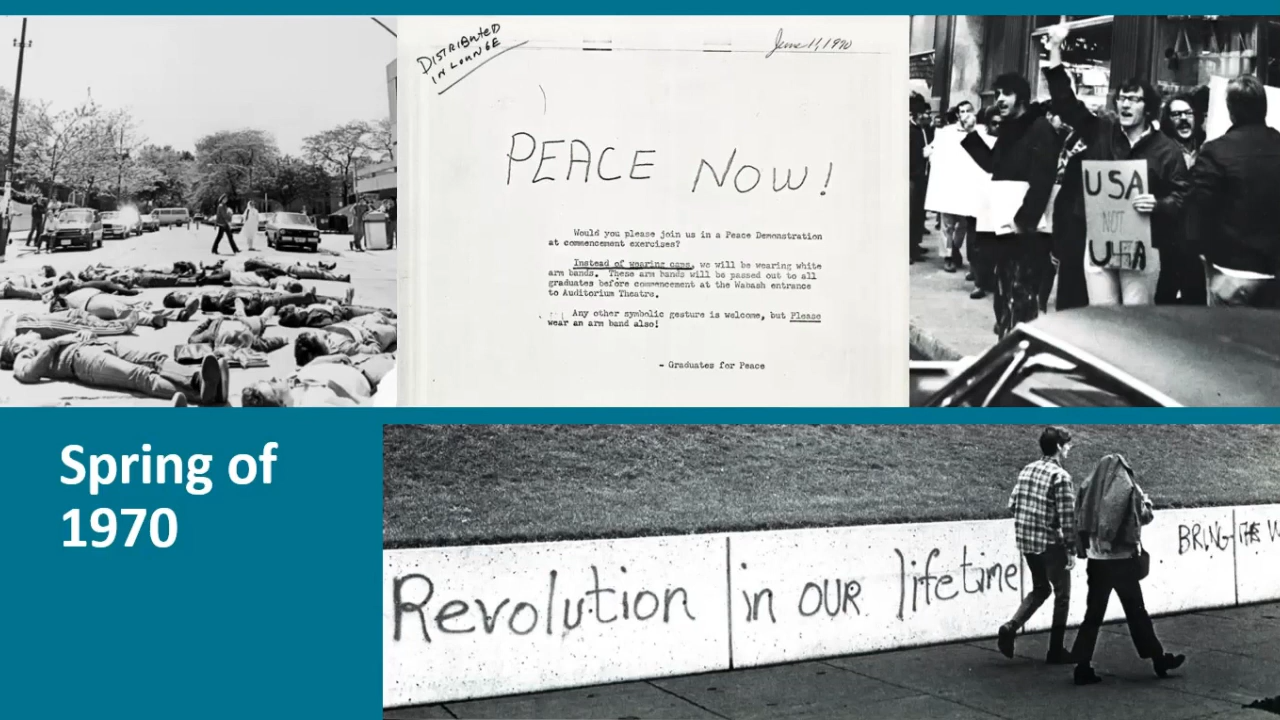 DISTRIBUTED
IN LOUNGE
June 11, 1970
PEACE NOW!
Would you please join us in a Peace Demonstration
at commencement exercises?
Instead of wearing caps, we will be wearing white
arm bands. These arm bands will be passed out to all
graduates before commencement at the Wabash entrance
to Auditorium Theatre.
Any other symbolic gesture is welcome, but Please
wear an arm band also!
- Graduates for Peace
USA
NOT
Spring of
1970
Revolution in OUR lifetime
BRING THE W